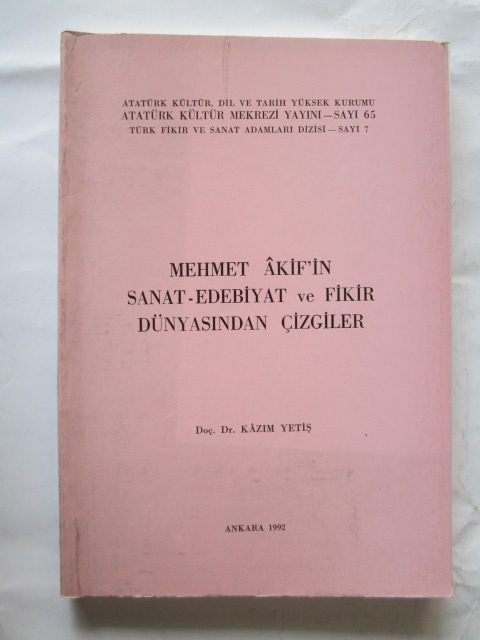 ATATÜRK KÜLTÜR, DİL VE TARİH YÜKSEK KURUMU
ATATÜRK KÜLTÜR MEKREZİ YAYINI — SAYI 65
TÜRK FİKİR VE SANAT ADAMLARI DİZİSİ — SAYI 7
MEHMET ÂKİF'İN
SANAT-EDEBİYAT ve FİKİR
DÜNYASINDAN ÇİZGİLER
Doç. Dr. KÂZIM YETİŞ
ANKARA 1992